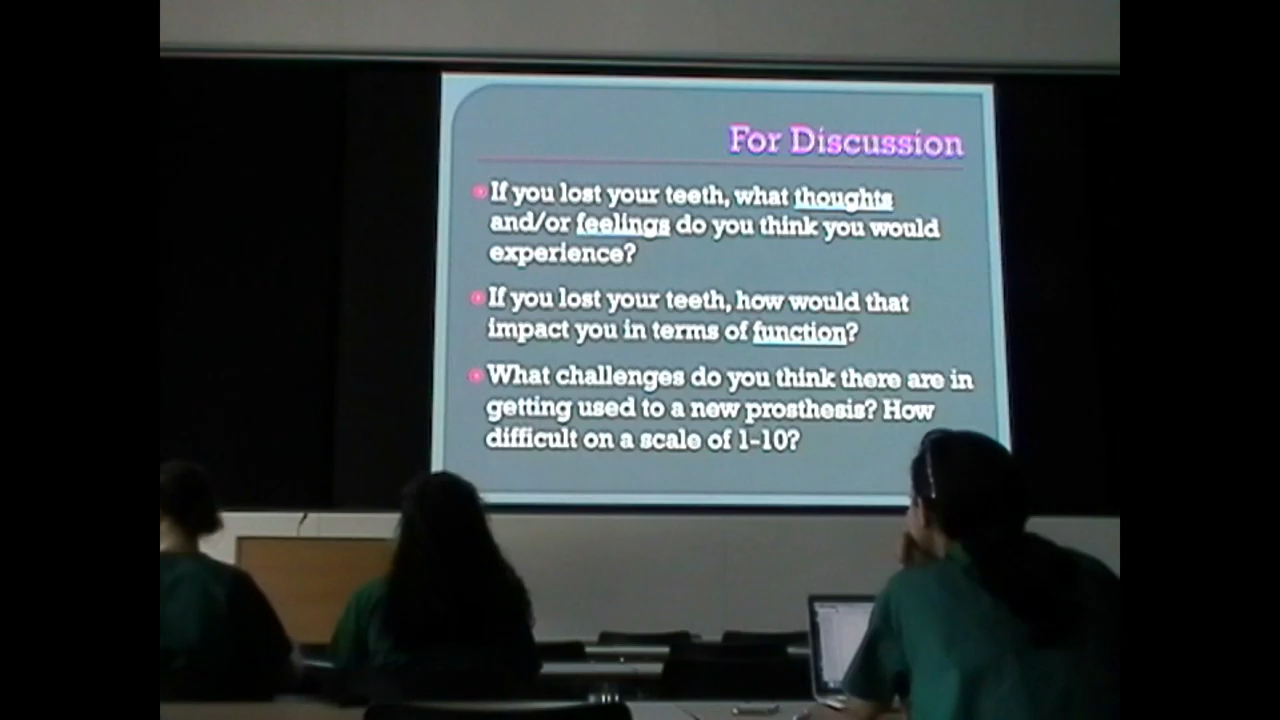 For Discussion
If you lost your teeth, what thoughts
and/or feelings do you think you would
experience?
If you lost your teeth, how would that
impact you in terms of function?
What challenges do you think there are in
getting used to a new prosthesis? How
difficult on a scale of 1-10?